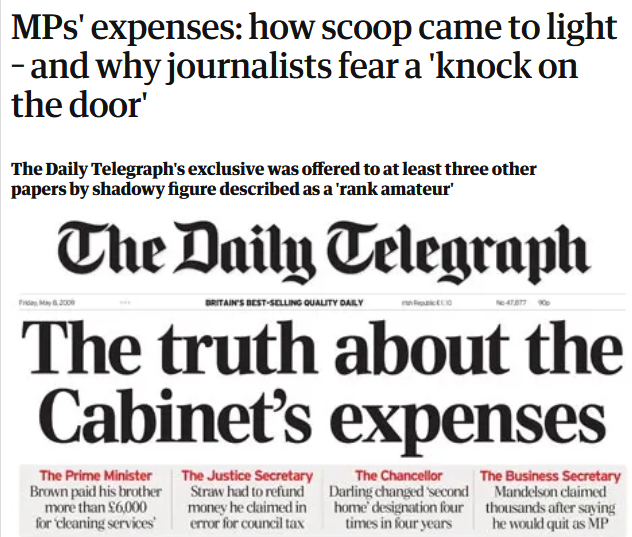 MPs' expenses: how scoop came to light
– and why journalists fear a 'knock on
the door'
The Daily Telegraph's exclusive was offered to at least three other
papers by shadowy figure described as a 'rank amateur'
The Daily Telegraph
Friday, May 8, 2009 BRITAIN'S BEST-SELLING QUALITY DAILY Irish Republic €1.10 No 47,877 90p
The truth about the
Cabinet's expenses
The Prime Minister
Brown paid his brother
more than £6,000
for 'cleaning services'
The Justice Secretary
Straw had to refund
money he claimed in
error for council tax
The Chancellor
Darling changed 'second
home' designation four
times in four years
The Business Secretary
Mandelson claimed
thousands after saying
he would quit as MP